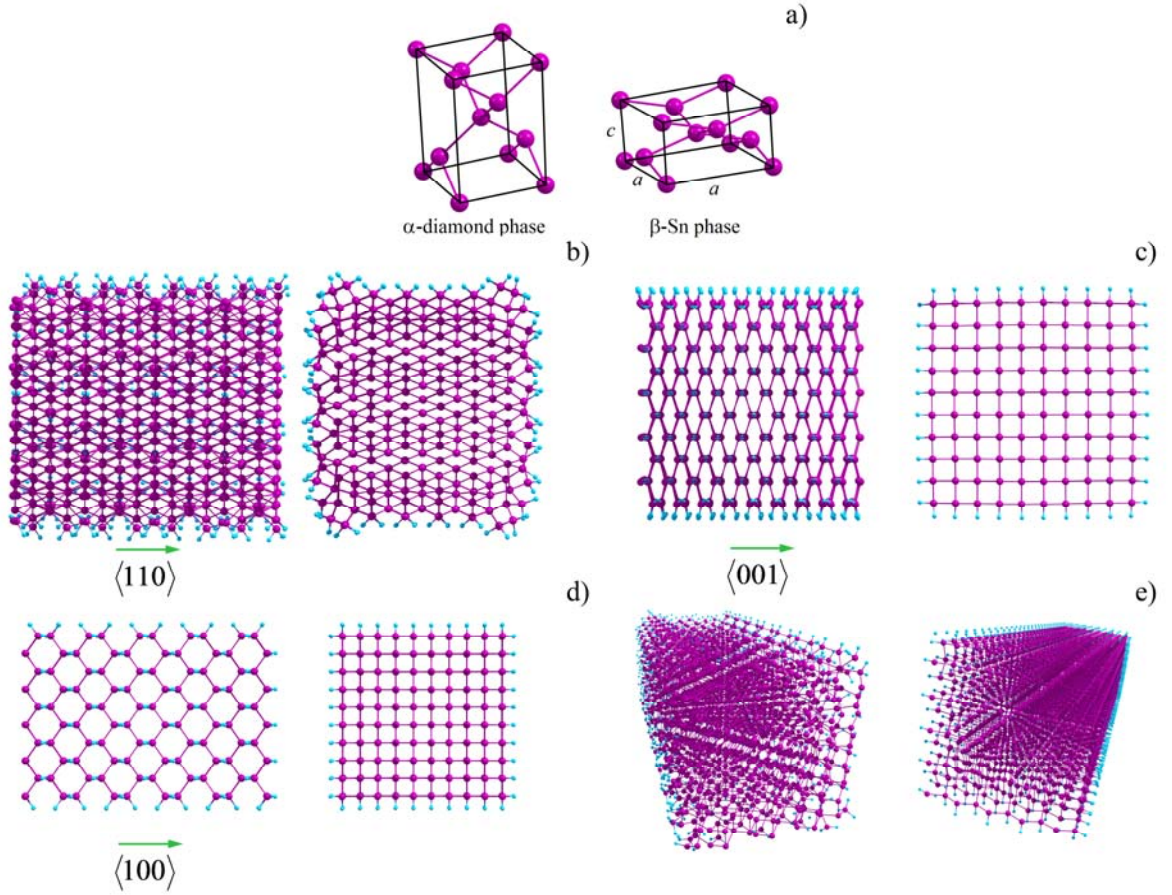 a)
c
a
a
α-diamond phase
β-Sn phase
b)
c)
⟨110⟩
⟨001⟩
d)
e)
⟨100⟩